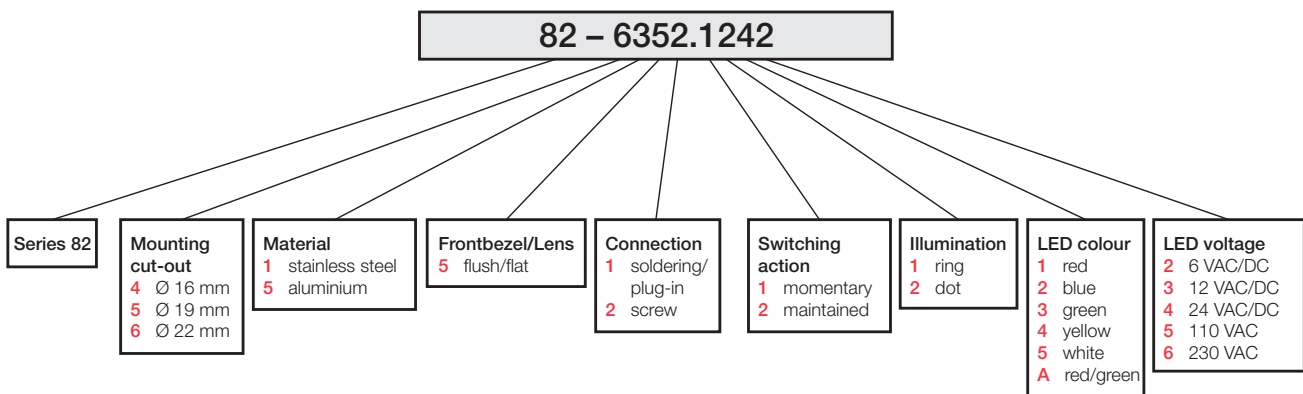 82 – 6352.1242
Series 82
Mounting
cut-out
4 Ø 16 mm
5 Ø 19 mm
6 Ø 22 mm
Material
1 stainless steel
5 aluminium
Frontbezel/Lens
5 flush/flat
Connection
1 soldering/
plug-in
2 screw
Switching
action
1 momentary
2 maintained
Illumination
1 ring
2 dot
LED colour
1 red
2 blue
3 green
4 yellow
5 white
A red/green
LED voltage
2 6 VAC/DC
3 12 VAC/DC
4 24 VAC/DC
5 110 VAC
6 230 VAC